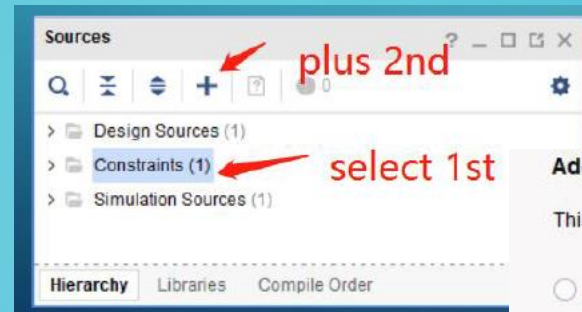 Sources
? _
plus 2nd
? 0
Design Sources (1)
Constraints (1)
select 1st
Simulation Sources (1)
Ad
Thi
Hierarchy Libraries Compile Order